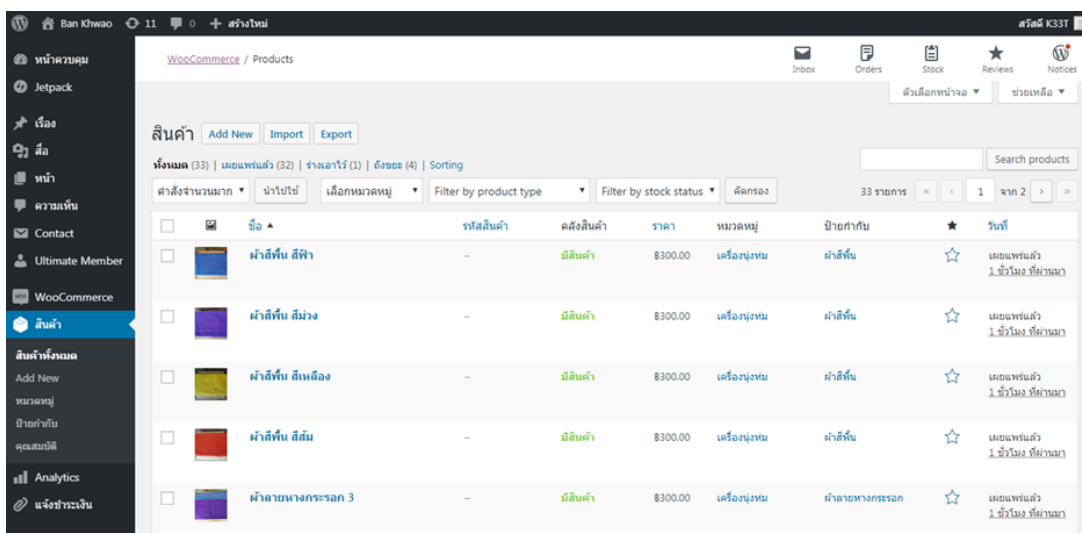 Ban Khwao 11 0 + สร้างใหม่ สวัสดี K33T
หน้าควบคุม
Jetpack
เรื่อง
สื่อ
หน้า
ความเห็น
Contact
Ultimate Member
WooCommerce
สินค้า
สินค้าทั้งหมด
Add New
หมวดหมู่
ป้ายกำกับ
คุณสมบัติ
Analytics
แจ้งชำระเงิน
WooCommerce / Products
Inbox Orders Stock Reviews Notices
ตัวเลือกหน้าจอ ▼ ช่วยเหลือ ▼
สินค้า Add New Import Export
ทั้งหมด (33) | เผยแพร่แล้ว (32) | ร่างเอาไว้ (1) | ถังขยะ (4) | Sorting
Search products
คำสั่งจำนวนมาก ▼ นำไปใช้ เลือกหมวดหมู่ ▼ Filter by product type ▼ Filter by stock status ▼ คัดกรอง 33 รายการ « ‹ 1 จาก 2 › »
ชื่อ ▲ รหัสสินค้า คลังสินค้า ราคา หมวดหมู่ ป้ายกำกับ ★ วันที่
ผ้าสีพื้น สีฟ้า – มีสินค้า ฿300.00 เครื่องนุ่งห่ม ผ้าสีพื้น ☆ เผยแพร่แล้ว
1 ชั่วโมง ที่ผ่านมา
ผ้าสีพื้น สีม่วง – มีสินค้า ฿300.00 เครื่องนุ่งห่ม ผ้าสีพื้น ☆ เผยแพร่แล้ว
1 ชั่วโมง ที่ผ่านมา
ผ้าสีพื้น สีเหลือง – มีสินค้า ฿300.00 เครื่องนุ่งห่ม ผ้าสีพื้น ☆ เผยแพร่แล้ว
1 ชั่วโมง ที่ผ่านมา
ผ้าสีพื้น สีส้ม – มีสินค้า ฿300.00 เครื่องนุ่งห่ม ผ้าสีพื้น ☆ เผยแพร่แล้ว
1 ชั่วโมง ที่ผ่านมา
ผ้าลายหางกระรอก 3 – มีสินค้า ฿300.00 เครื่องนุ่งห่ม ผ้าลายหางกระรอก ☆ เผยแพร่แล้ว
1 ชั่วโมง ที่ผ่านมา